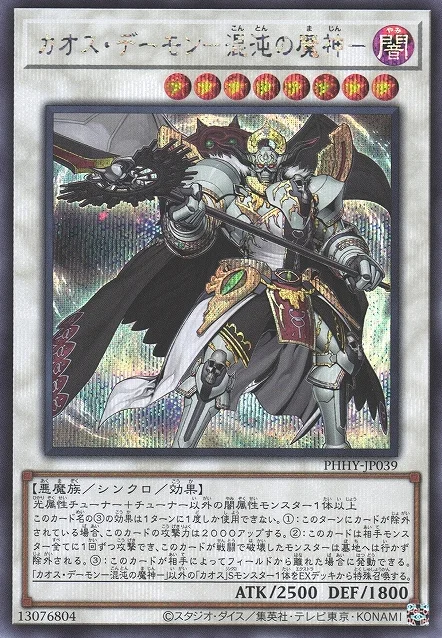 カオス・デーモン－混沌の魔神－
闇
PHHY-JP039
【悪魔族／シンクロ／効果】
光属性チューナー＋チューナー以外の闇属性モンスター1体以上
このカード名の③の効果は1ターンに1度しか使用できない。①：このターンにカードが除外
されている場合、このカードの攻撃力は2000アップする。②：このカードは相手モンス
ター全てに1回ずつ攻撃でき、このカードが戦闘で破壊したモンスターは墓地へは行かず
除外される。③：このカードが相手によってフィールドから離れた場合に発動できる。
「カオス・デーモン－混沌の魔神－」以外の「カオス」Sモンスター1体をEXデッキから特殊召喚する。
ATK/2500 DEF/1800
13076804
©スタジオ・ダイス／集英社・テレビ東京・KONAMI